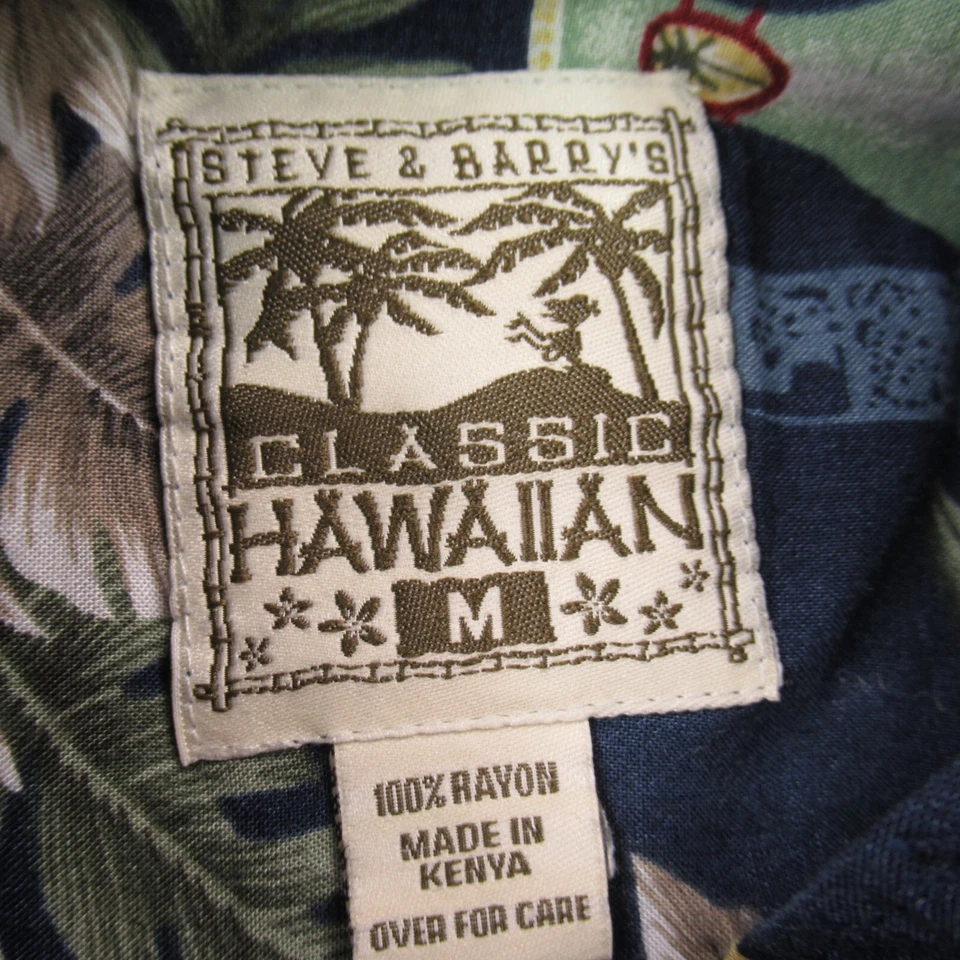 STEVE & BARRY'S
CLASSIC
HAWAIIAN
M
100% RAYON
MADE IN
KENYA
OVER FOR CARE